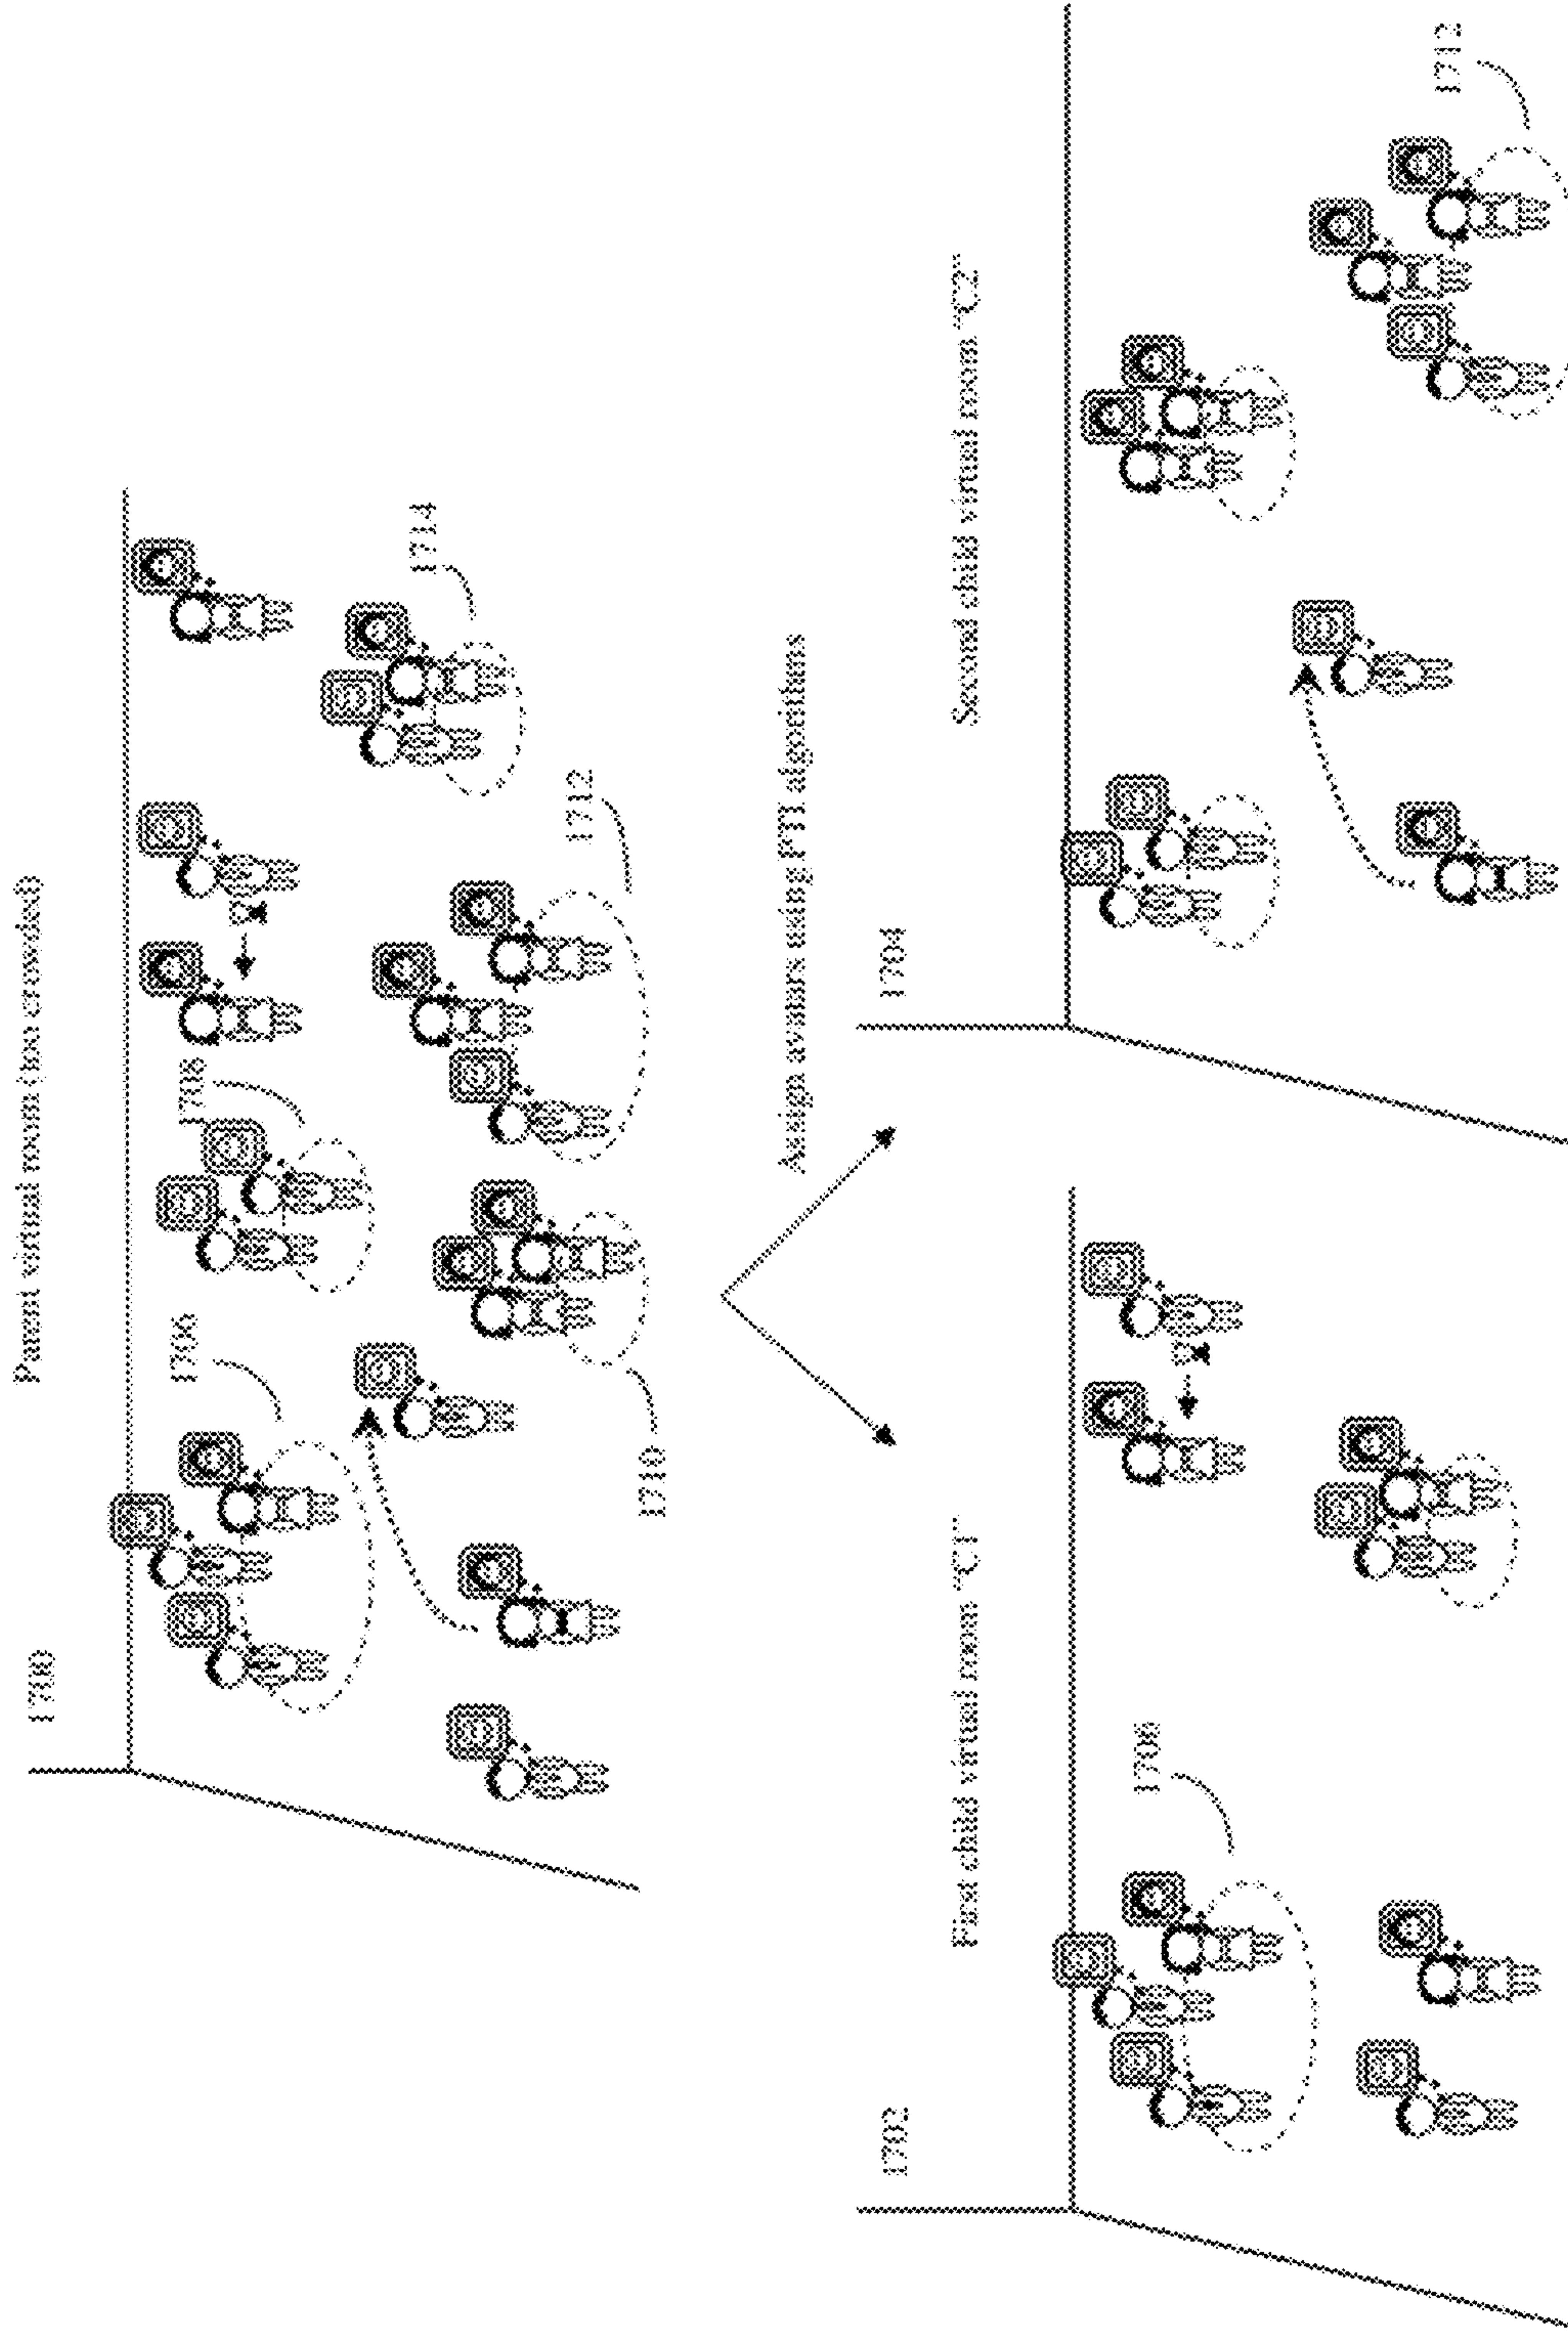 Parent virtual room (too crowded)
1700
1706
1708
1714
1712
1710
Assign avatars using PTI algorithms
1702
1704
First child virtual room "C1"
Second child virtual room "C2"
1706
1712